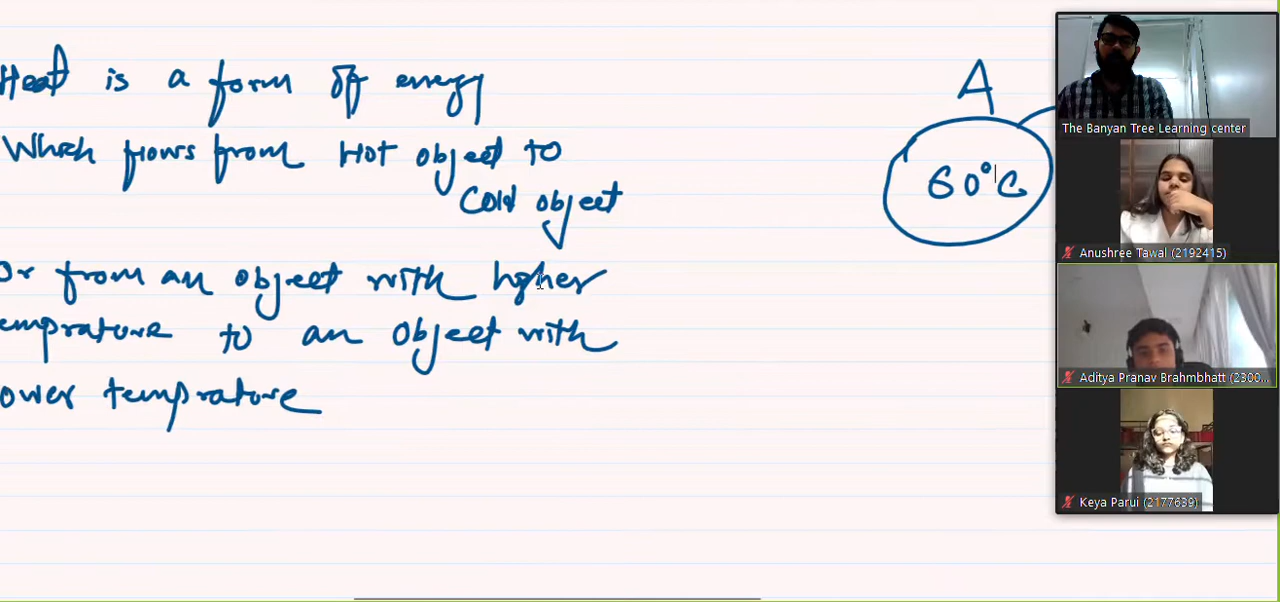 Heat is a form of energy
Which flows from Hot object to
Cold object
Or from an object with higher
emprature to an object with
ower temprature
A
60°C
The Banyan Tree Learning center
Anushree Tawal (2192415)
Aditya Pranav Brahmbhatt (2300...
Keya Parui (2177639)